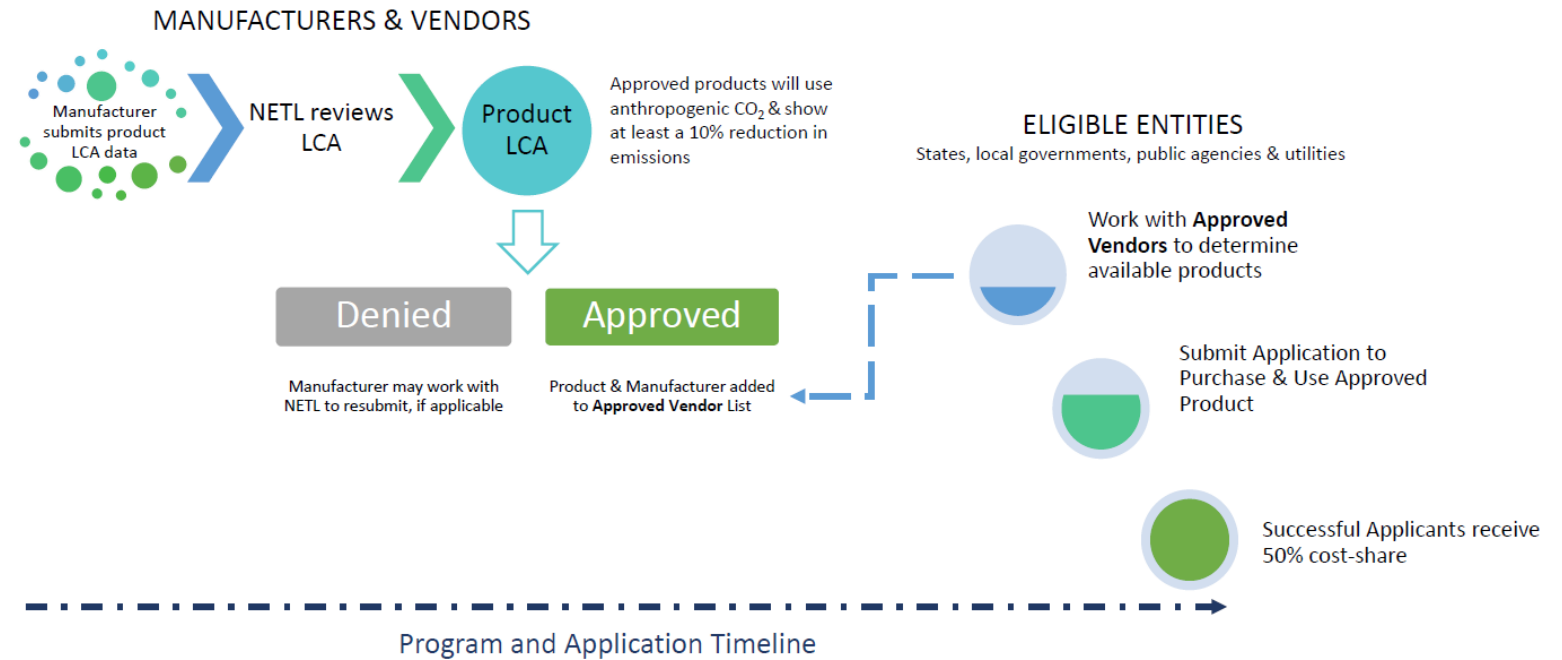 MANUFACTURERS & VENDORS
Manufacturer
submits product
LCA data
NETL reviews
LCA
Product
LCA
Approved products will use
anthropogenic CO₂ & show
at least a 10% reduction in
emissions
Denied
Manufacturer may work with
NETL to resubmit, if applicable
Approved
Product & Manufacturer added
to Approved Vendor List
ELIGIBLE ENTITIES
States, local governments, public agencies & utilities
Work with Approved
Vendors to determine
available products
Submit Application to
Purchase & Use Approved
Product
Successful Applicants receive
50% cost-share
Program and Application Timeline